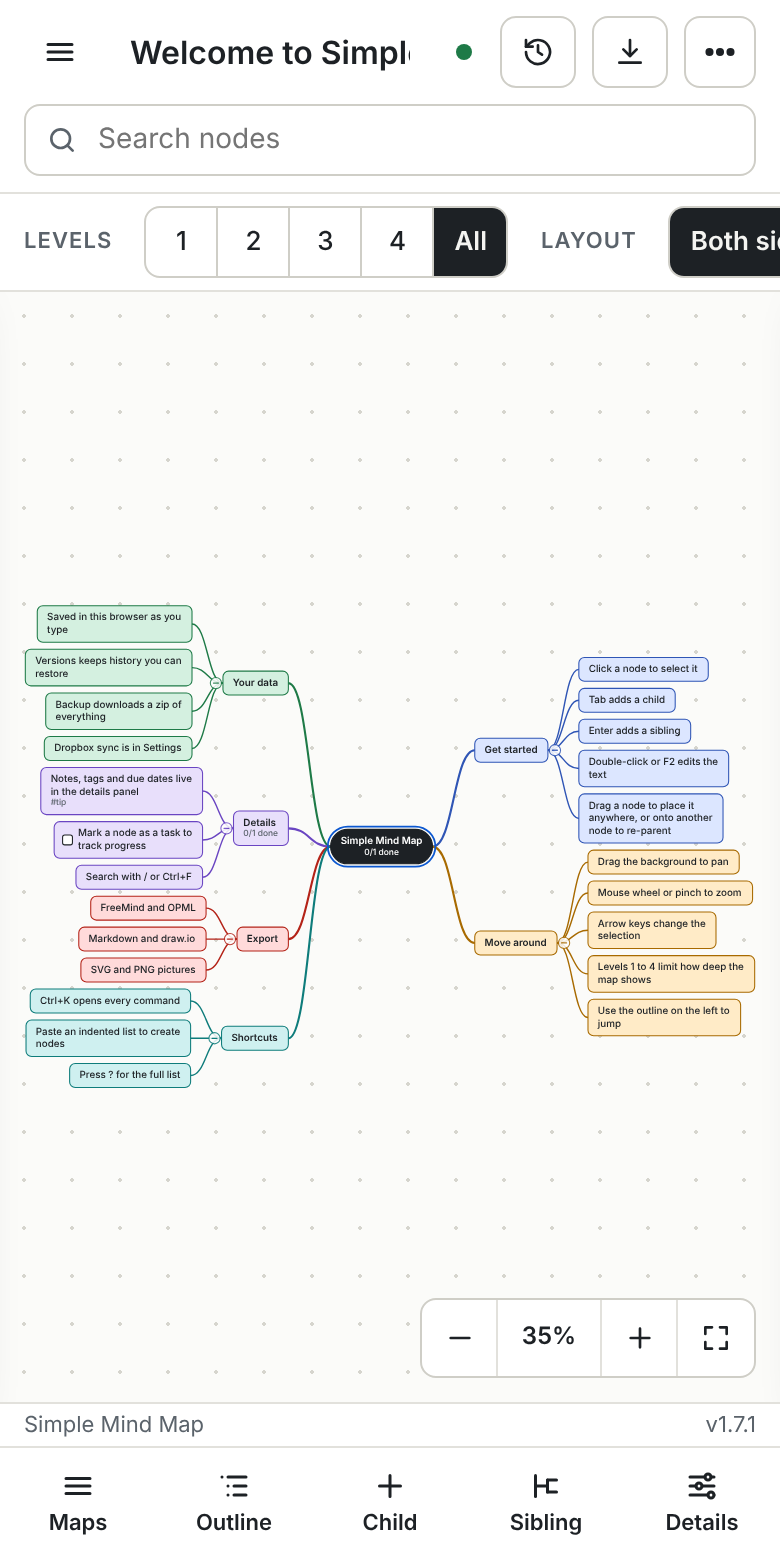 Welcome to Simpl
Search nodes
LEVELS
1
2
3
4
All
LAYOUT
Both si
Saved in this browser as you
type
Versions keeps history you can
restore
Backup downloads a zip of
everything
Dropbox sync is in Settings
Your data
Notes, tags and due dates live
in the details panel
#tip
Mark a node as a task to
track progress
Search with / or Ctrl+F
Details
0/1 done
FreeMind and OPML
Markdown and draw.io
SVG and PNG pictures
Export
Ctrl+K opens every command
Paste an indented list to create
nodes
Press ? for the full list
Shortcuts
Simple Mind Map
0/1 done
Get started
Click a node to select it
Tab adds a child
Enter adds a sibling
Double-click or F2 edits the
text
Drag a node to place it
anywhere, or onto another
node to re-parent
Move around
Drag the background to pan
Mouse wheel or pinch to zoom
Arrow keys change the
selection
Levels 1 to 4 limit how deep the
map shows
Use the outline on the left to
jump
35%
Simple Mind Map
v1.7.1
Maps
Outline
Child
Sibling
Details